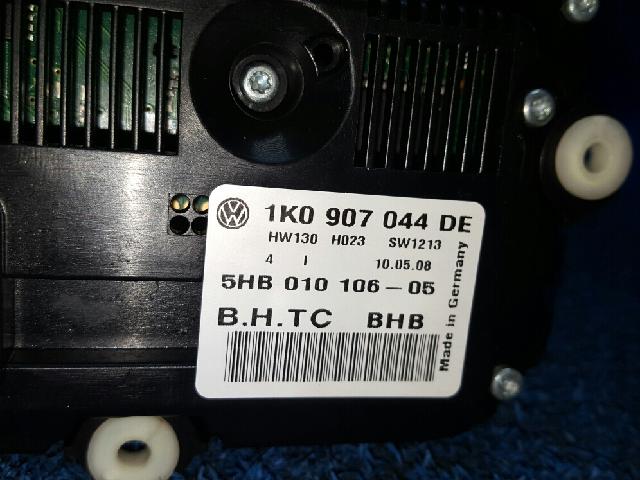 1K0 907 044 DE
HW130 H023 SW1213
4 I 10.05.08
5HB 010 106-05
B.H.TC BHB
Made in Germany